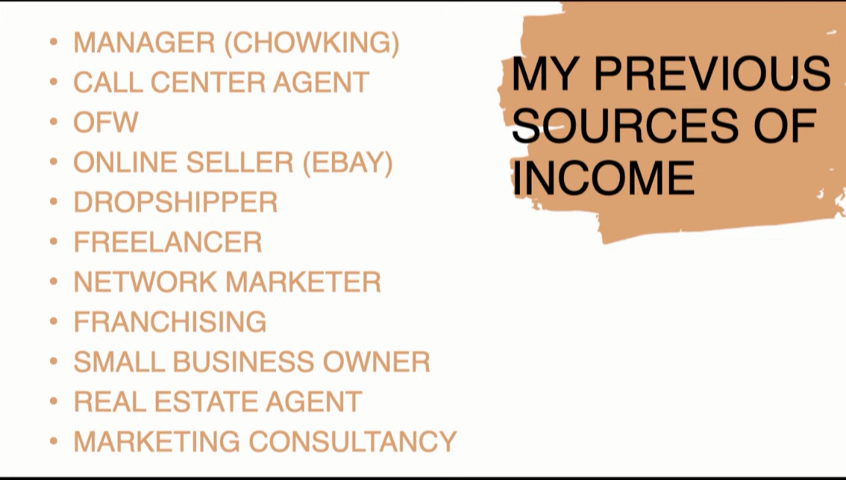 MY PREVIOUS
SOURCES OF
INCOME
• MANAGER (CHOWKING)
• CALL CENTER AGENT
• OFW
• ONLINE SELLER (EBAY)
• DROPSHIPPER
• FREELANCER
• NETWORK MARKETER
• FRANCHISING
• SMALL BUSINESS OWNER
• REAL ESTATE AGENT
• MARKETING CONSULTANCY